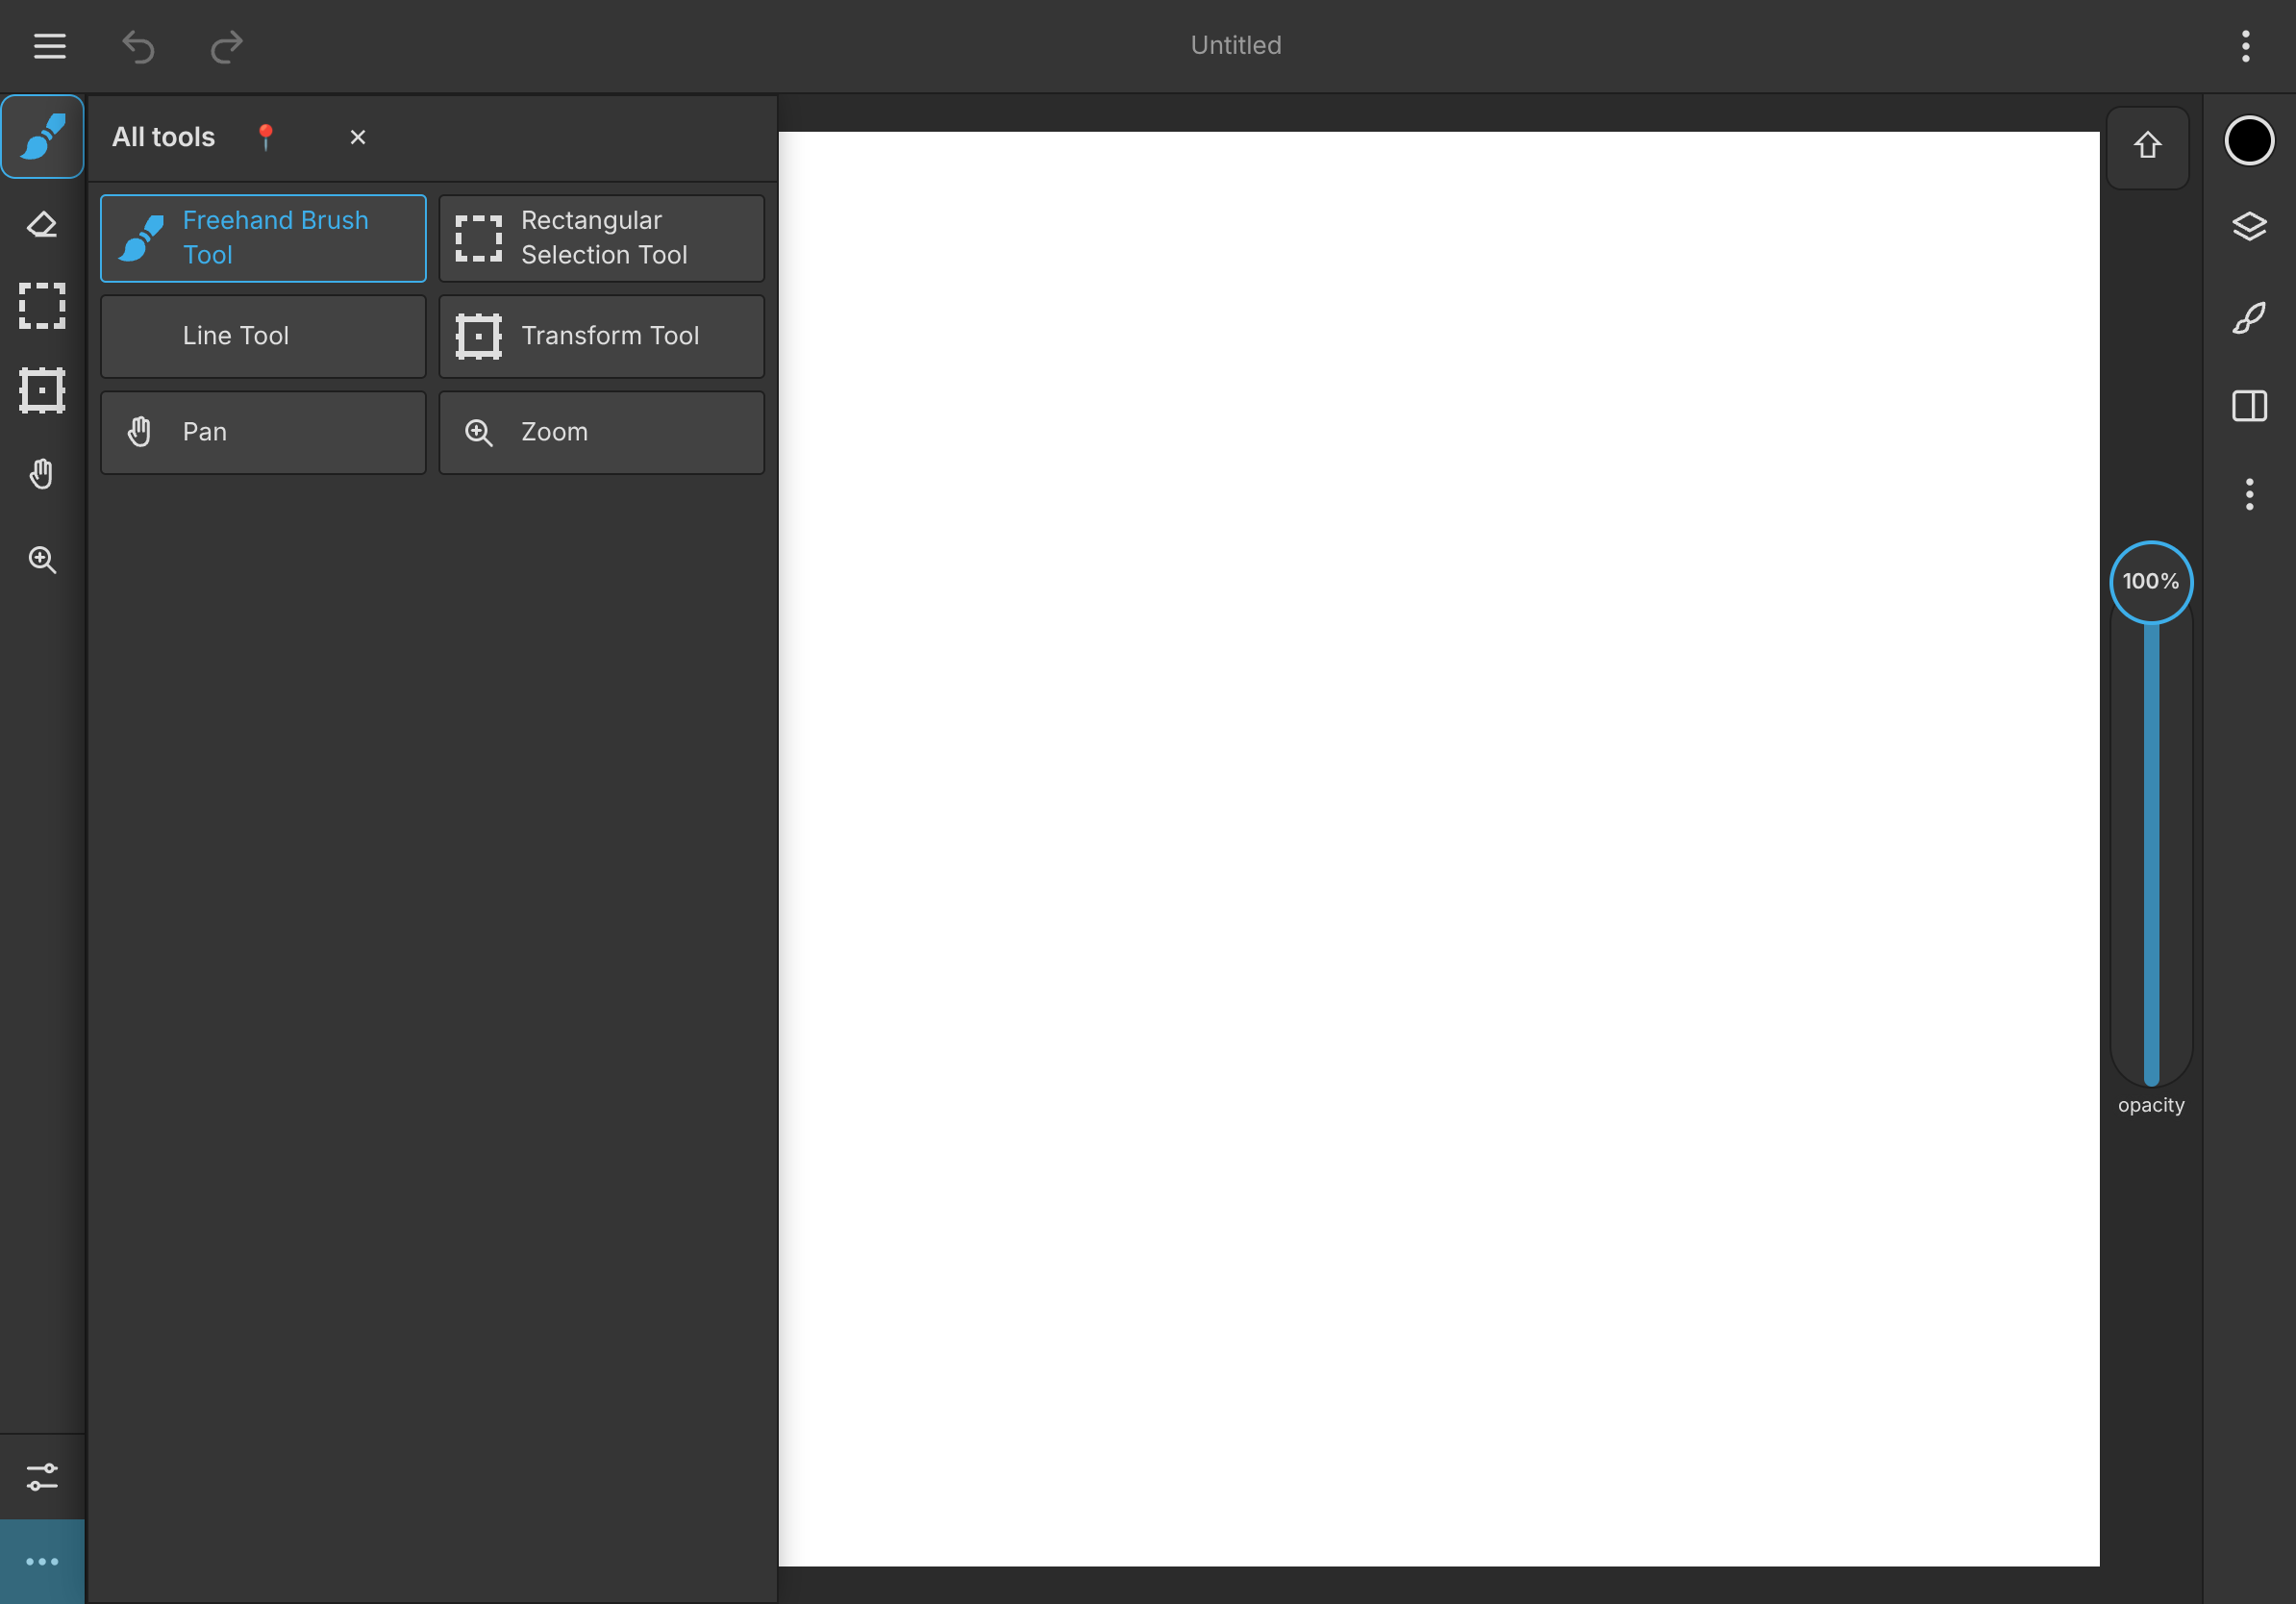 Untitled
All tools
Freehand Brush
Tool
Rectangular
Selection Tool
Line Tool
Transform Tool
Pan
Zoom
100%
opacity